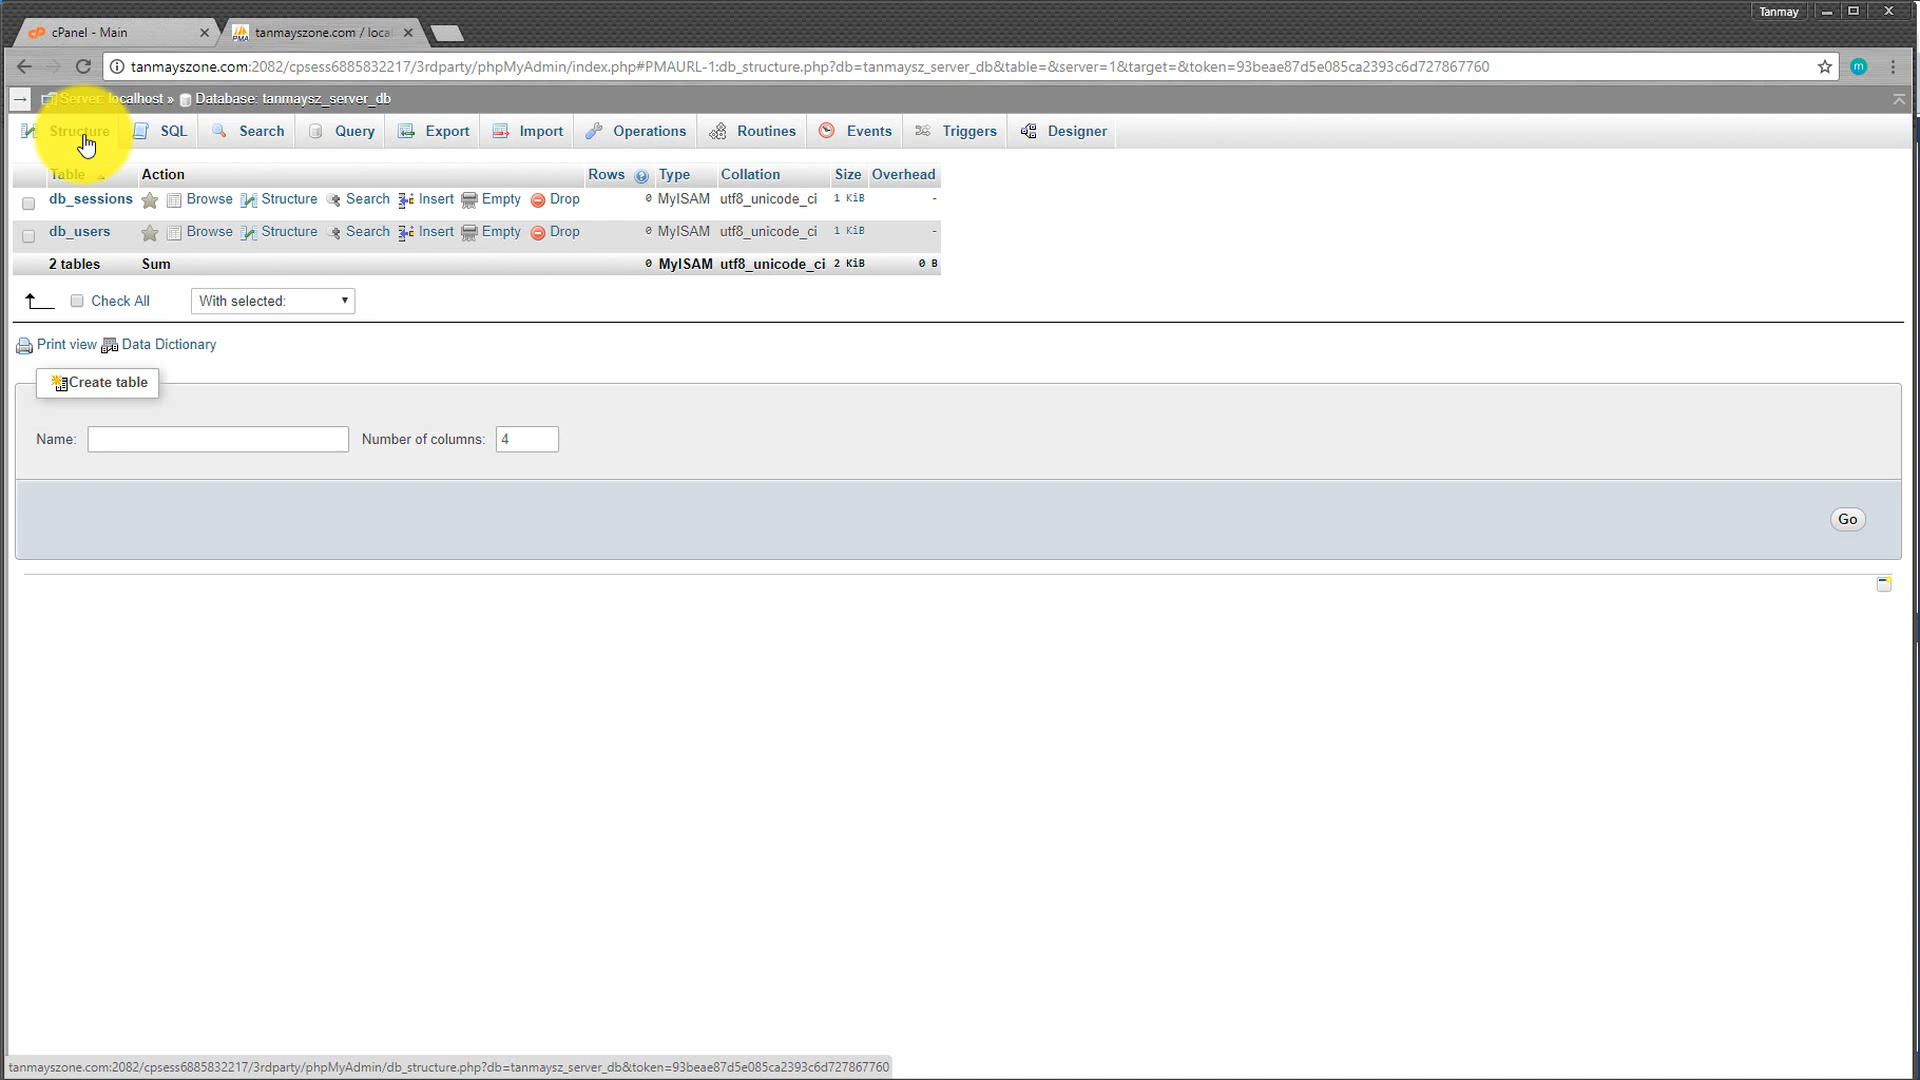 Tanmay
cPanel - Main
tanmayszone.com / loca
tanmayszone.com:2082/cpsess6885832217/3rdparty/phpMyAdmin/index.php#PMAURL-1:db_structure.php?db=tanmaysz_server_db&table=&server=1&target=&token=93beae87d5e085ca2393c6d727867760
m
Server: localhost » Database: tanmaysz_server_db
Structure SQL Search Query Export Import Operations Routines Events Triggers Designer
Table Action Rows Type Collation Size Overhead
db_sessions Browse Structure Search Insert Empty Drop 0 MyISAM utf8_unicode_ci 1 KiB -
db_users Browse Structure Search Insert Empty Drop 0 MyISAM utf8_unicode_ci 1 KiB -
2 tables Sum 0 MyISAM utf8_unicode_ci 2 KiB 0 B
Check All With selected:
Print view Data Dictionary
Create table
Name: Number of columns: 4
Go
tanmayszone.com:2082/cpsess6885832217/3rdparty/phpMyAdmin/db_structure.php?db=tanmaysz_server_db&token=93beae87d5e085ca2393c6d727867760